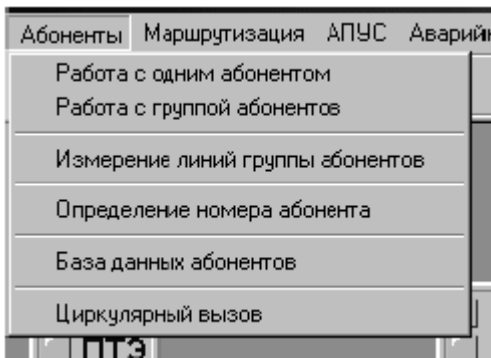 Абоненты Маршрутизация АПУС
Работа с одним абонентом
Работа с группой абонентов
Измерение линий группы абонентов
Определение номера абонента
База данных абонентов
Циркулярный вызов
ПТЭ